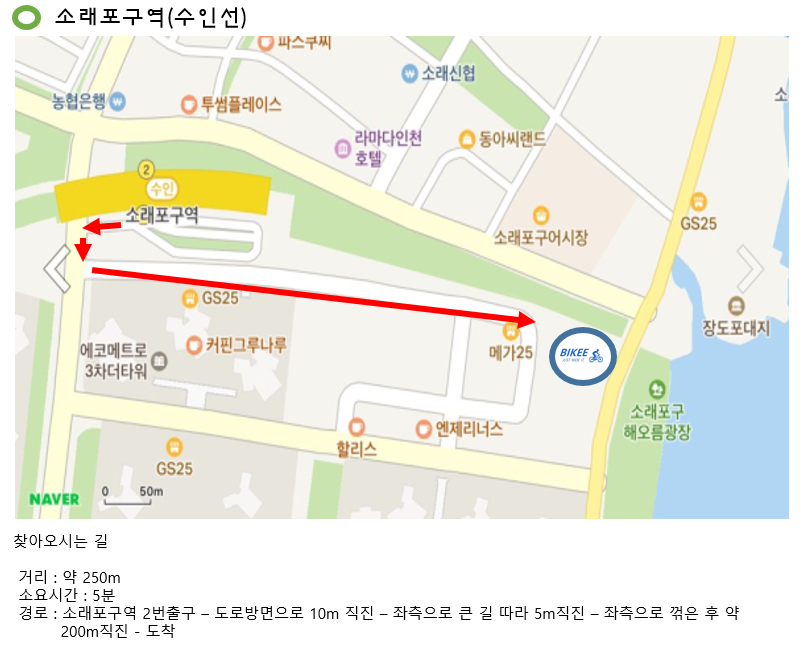 소래포구역(수인선)
파스쿠찌
소래신협
소
농협은행
투썸플레이스
라마다인천
호텔
동아씨랜드
2
수인
소래포구역
소래포구어시장
GS25
GS25
장도포대지
에코메트로
3차더타워
커핀그루나루
메가25
BIKEE
소래포구
해오름광장
할리스
엔제리너스
GS25
NAVER
0 50m
찾아오시는 길
거리 : 약 250m
소요시간 : 5분
경로 : 소래포구역 2번출구 – 도로방면으로 10m 직진 – 좌측으로 큰 길 따라 5m직진 – 좌측으로 꺾은 후 약
200m직진 - 도착